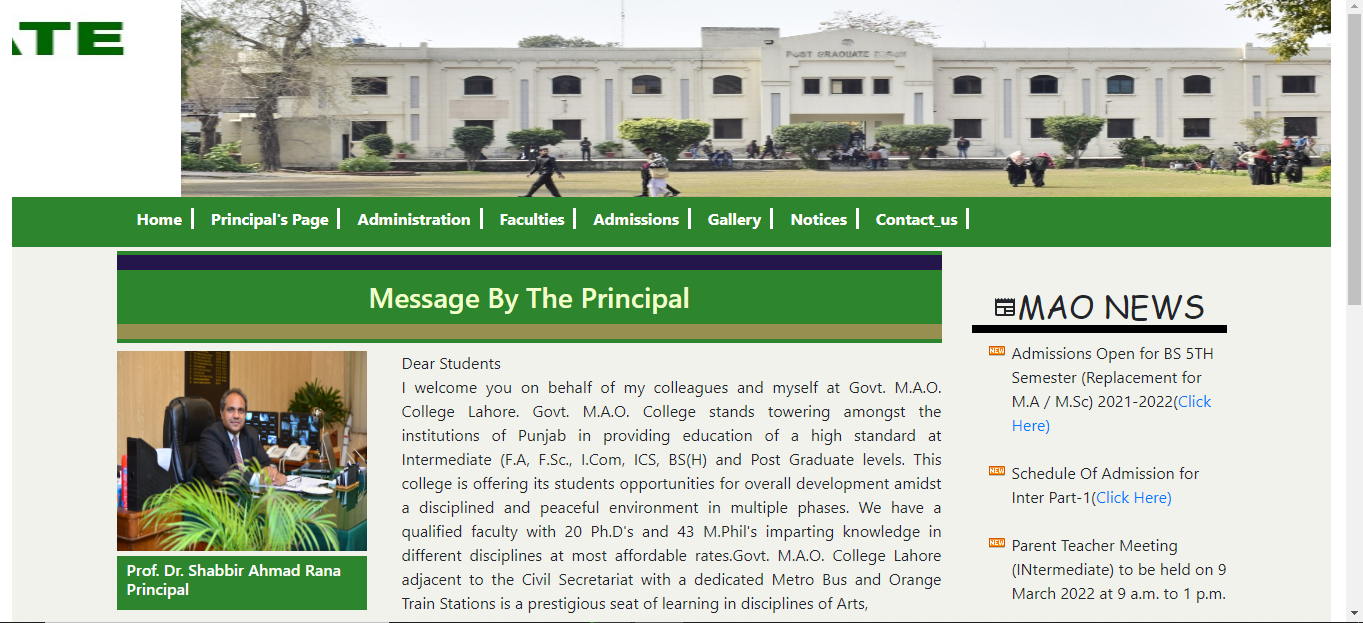 ATE
POST GRADUATE BLOCK
Home
Principal's Page
Administration
Faculties
Admissions
Gallery
Notices
Contact_us
Message By The Principal
Prof. Dr. Shabbir Ahmad Rana
Principal
Dear Students
I welcome you on behalf of my colleagues and myself at Govt. M.A.O.
College Lahore. Govt. M.A.O. College stands towering amongst the
institutions of Punjab in providing education of a high standard at
Intermediate (F.A, F.Sc., I.Com, ICS, BS(H) and Post Graduate levels. This
college is offering its students opportunities for overall development amidst
a disciplined and peaceful environment in multiple phases. We have a
qualified faculty with 20 Ph.D's and 43 M.Phil's imparting knowledge in
different disciplines at most affordable rates.Govt. M.A.O. College Lahore
adjacent to the Civil Secretariat with a dedicated Metro Bus and Orange
Train Stations is a prestigious seat of learning in disciplines of Arts,
MAO NEWS
NEW
Admissions Open for BS 5TH
Semester (Replacement for
M.A / M.Sc) 2021-2022(Click
Here)
NEW
Schedule Of Admission for
Inter Part-1(Click Here)
NEW
Parent Teacher Meeting
(INtermediate) to be held on 9
March 2022 at 9 a.m. to 1 p.m.